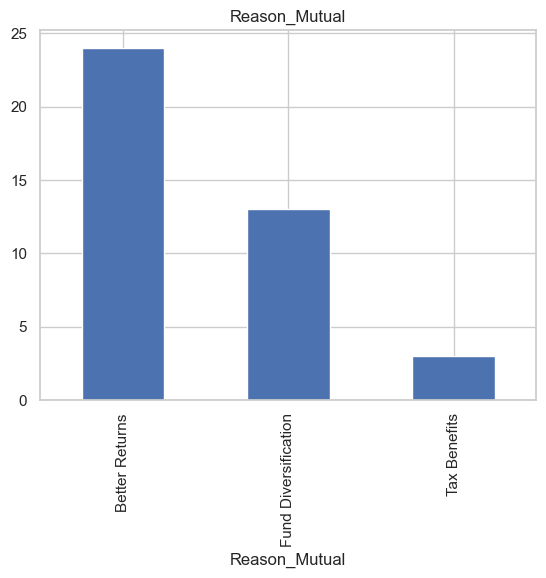 Reason_Mutual
25
20
15
10
5
0
Better Returns
Fund Diversification
Tax Benefits
Reason_Mutual